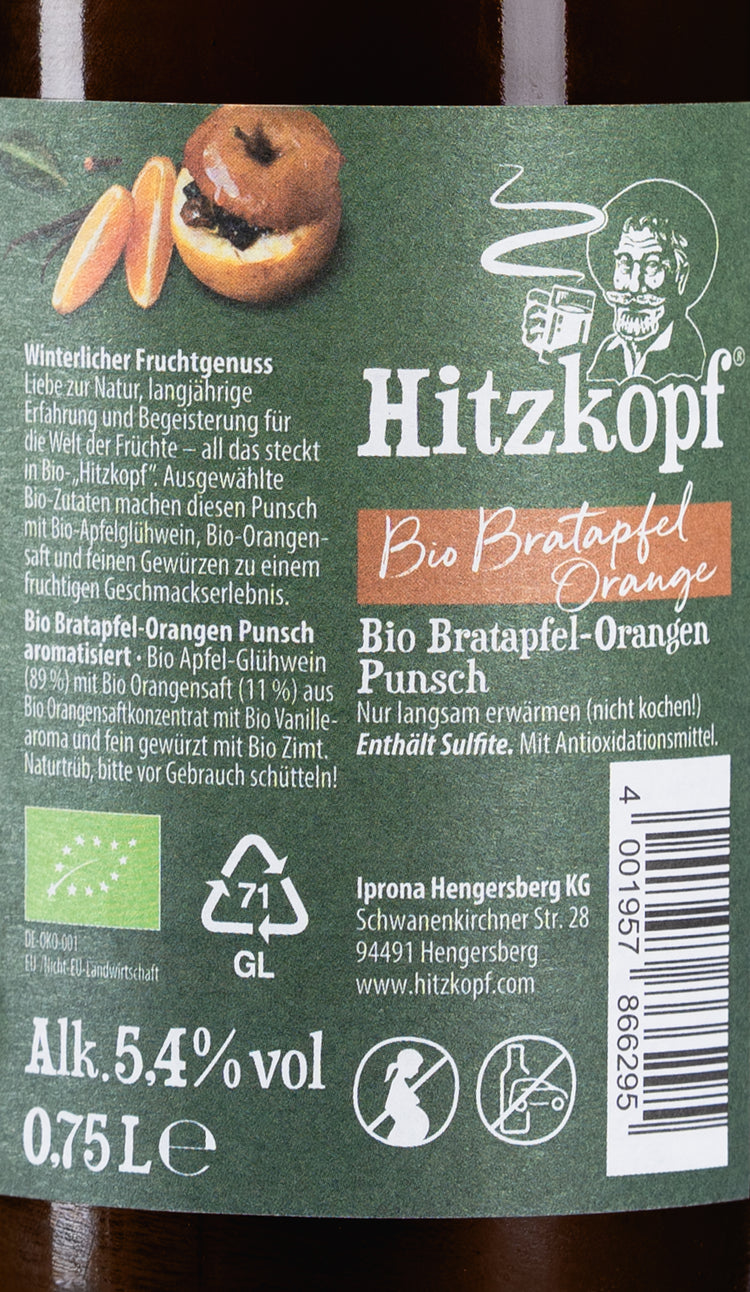 Winterlicher Fruchtgenuss
Liebe zur Natur, langjährige
Erfahrung und Begeisterung für
die Welt der Früchte – all das steckt
in Bio-„Hitzkopf“. Ausgewählte
Bio-Zutaten machen diesen Punsch
mit Bio-Apfelglühwein, Bio-Orangen-
saft und feinen Gewürzen zu einem
fruchtigen Geschmackserlebnis.
Bio Bratapfel-Orangen Punsch
aromatisiert • Bio Apfel-Glühwein
(89 %) mit Bio Orangensaft (11 %) aus
Bio Orangensaftkonzentrat mit Bio Vanille-
aroma und fein gewürzt mit Bio Zimt.
Naturtrüb, bitte vor Gebrauch schütteln!
DE-ÖKO-001
EU-/Nicht-EU-Landwirtschaft
71
GL
Alk. 5,4% vol
0,75 L ℮
Hitzkopf®
Bio Bratapfel
Orange
Bio Bratapfel-Orangen
Punsch
Nur langsam erwärmen (nicht kochen!)
Enthält Sulfite. Mit Antioxidationsmittel.
Iprona Hengersberg KG
Schwanenkirchner Str. 28
94491 Hengersberg
www.hitzkopf.com
4 001957 866295